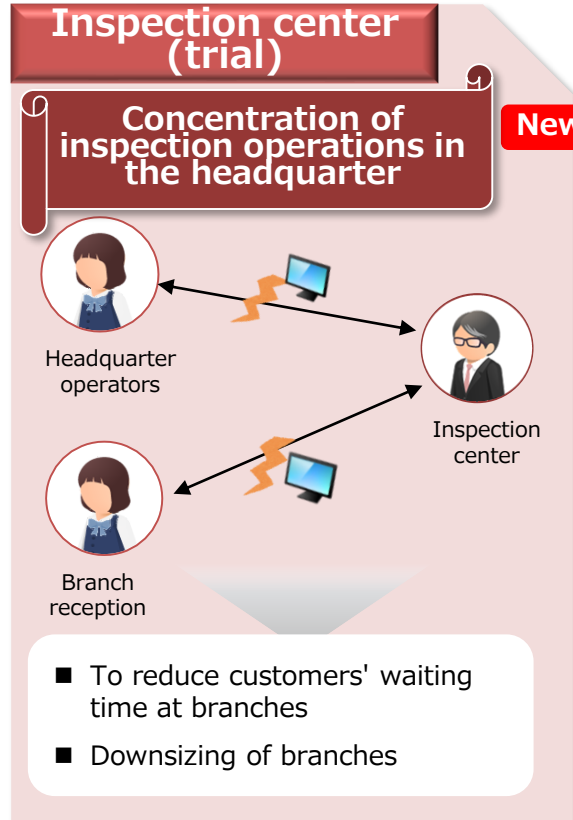 Inspection center
(trial)
Concentration of
inspection operations in
the headquarter
New
Headquarter
operators
Inspection
center
Branch
reception
■ To reduce customers' waiting
time at branches
■ Downsizing of branches